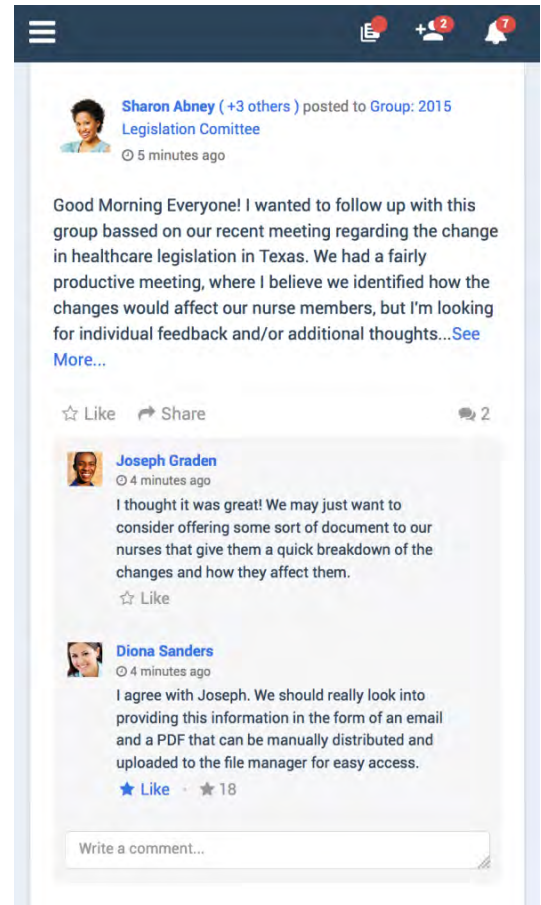 2
7
Sharon Abney ( +3 others ) posted to Group: 2015
Legislation Comittee
5 minutes ago
Good Morning Everyone! I wanted to follow up with this
group bassed on our recent meeting regarding the change
in healthcare legislation in Texas. We had a fairly
productive meeting, where I believe we identified how the
changes would affect our nurse members, but I'm looking
for individual feedback and/or additional thoughts...See
More...
Like Share 2
Joseph Graden
4 minutes ago
I thought it was great! We may just want to
consider offering some sort of document to our
nurses that give them a quick breakdown of the
changes and how they affect them.
Like
Diona Sanders
4 minutes ago
I agree with Joseph. We should really look into
providing this information in the form of an email
and a PDF that can be manually distributed and
uploaded to the file manager for easy access.
Like · 18
Write a comment...